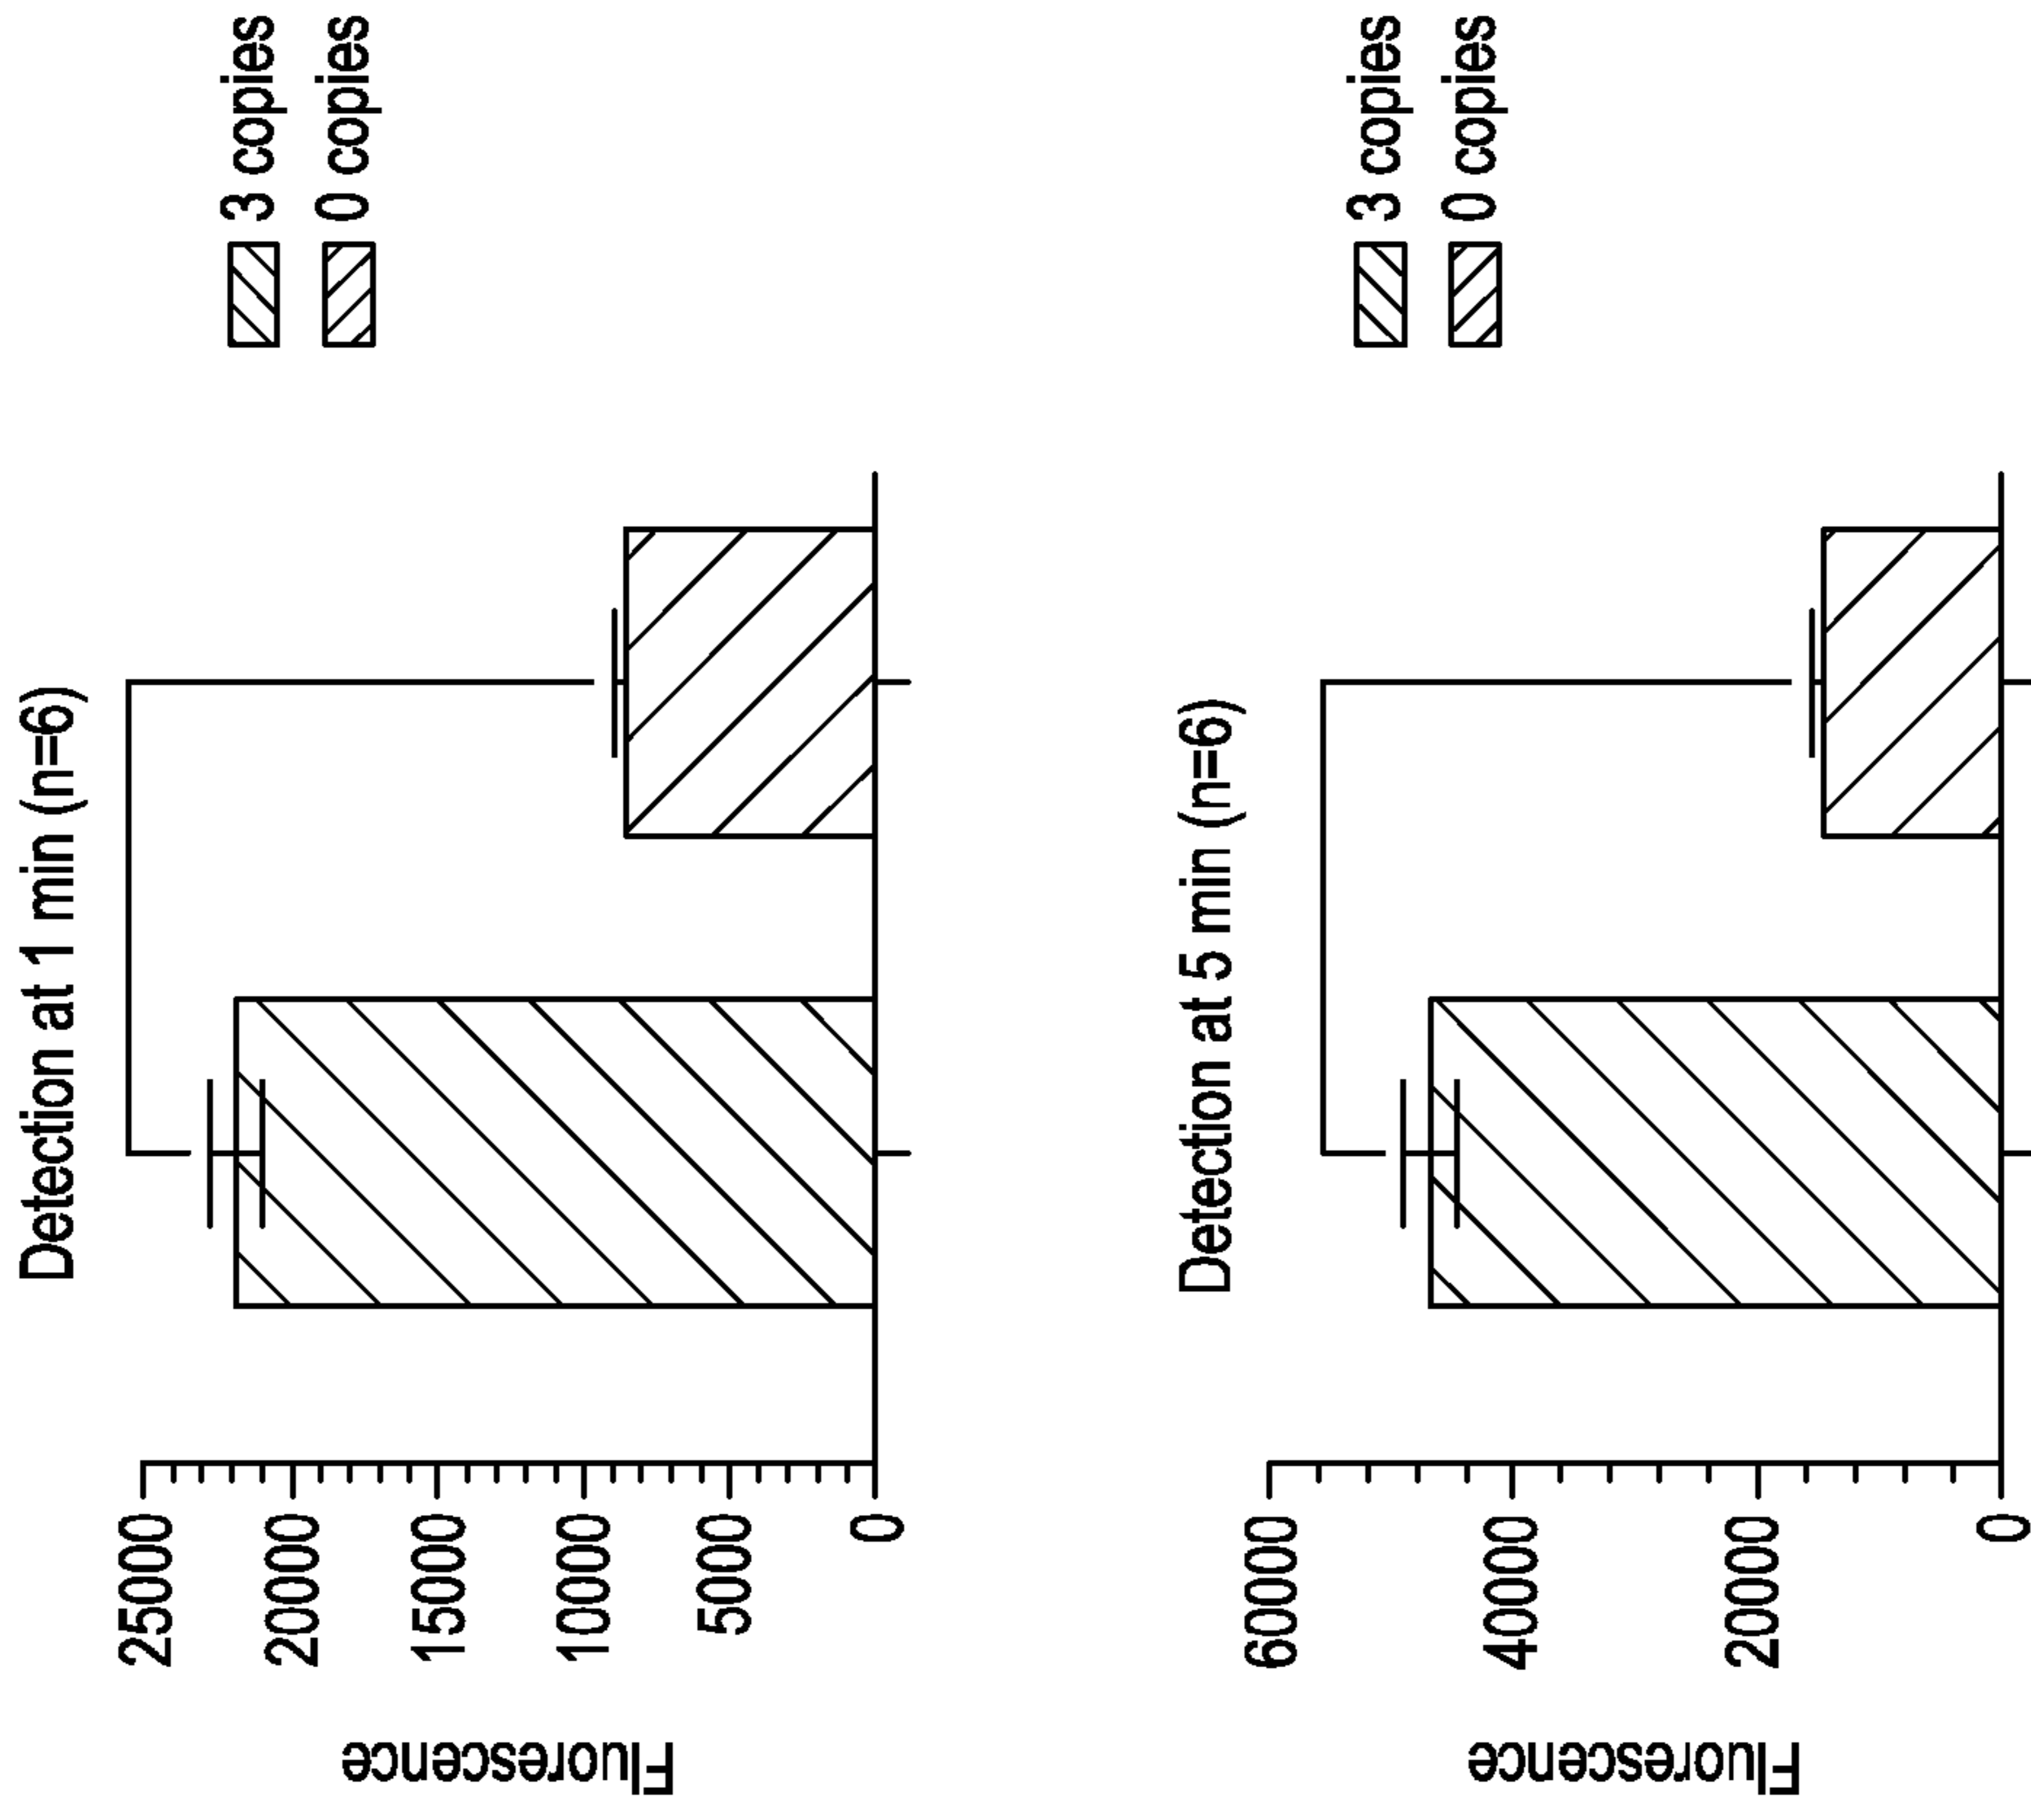 Detection at 1 min (n=6)
3 copies
0 copies
25000
20000
15000
10000
5000
0
Fluorescence
Detection at 5 min (n=6)
3 copies
0 copies
60000
40000
20000
0
Fluorescence